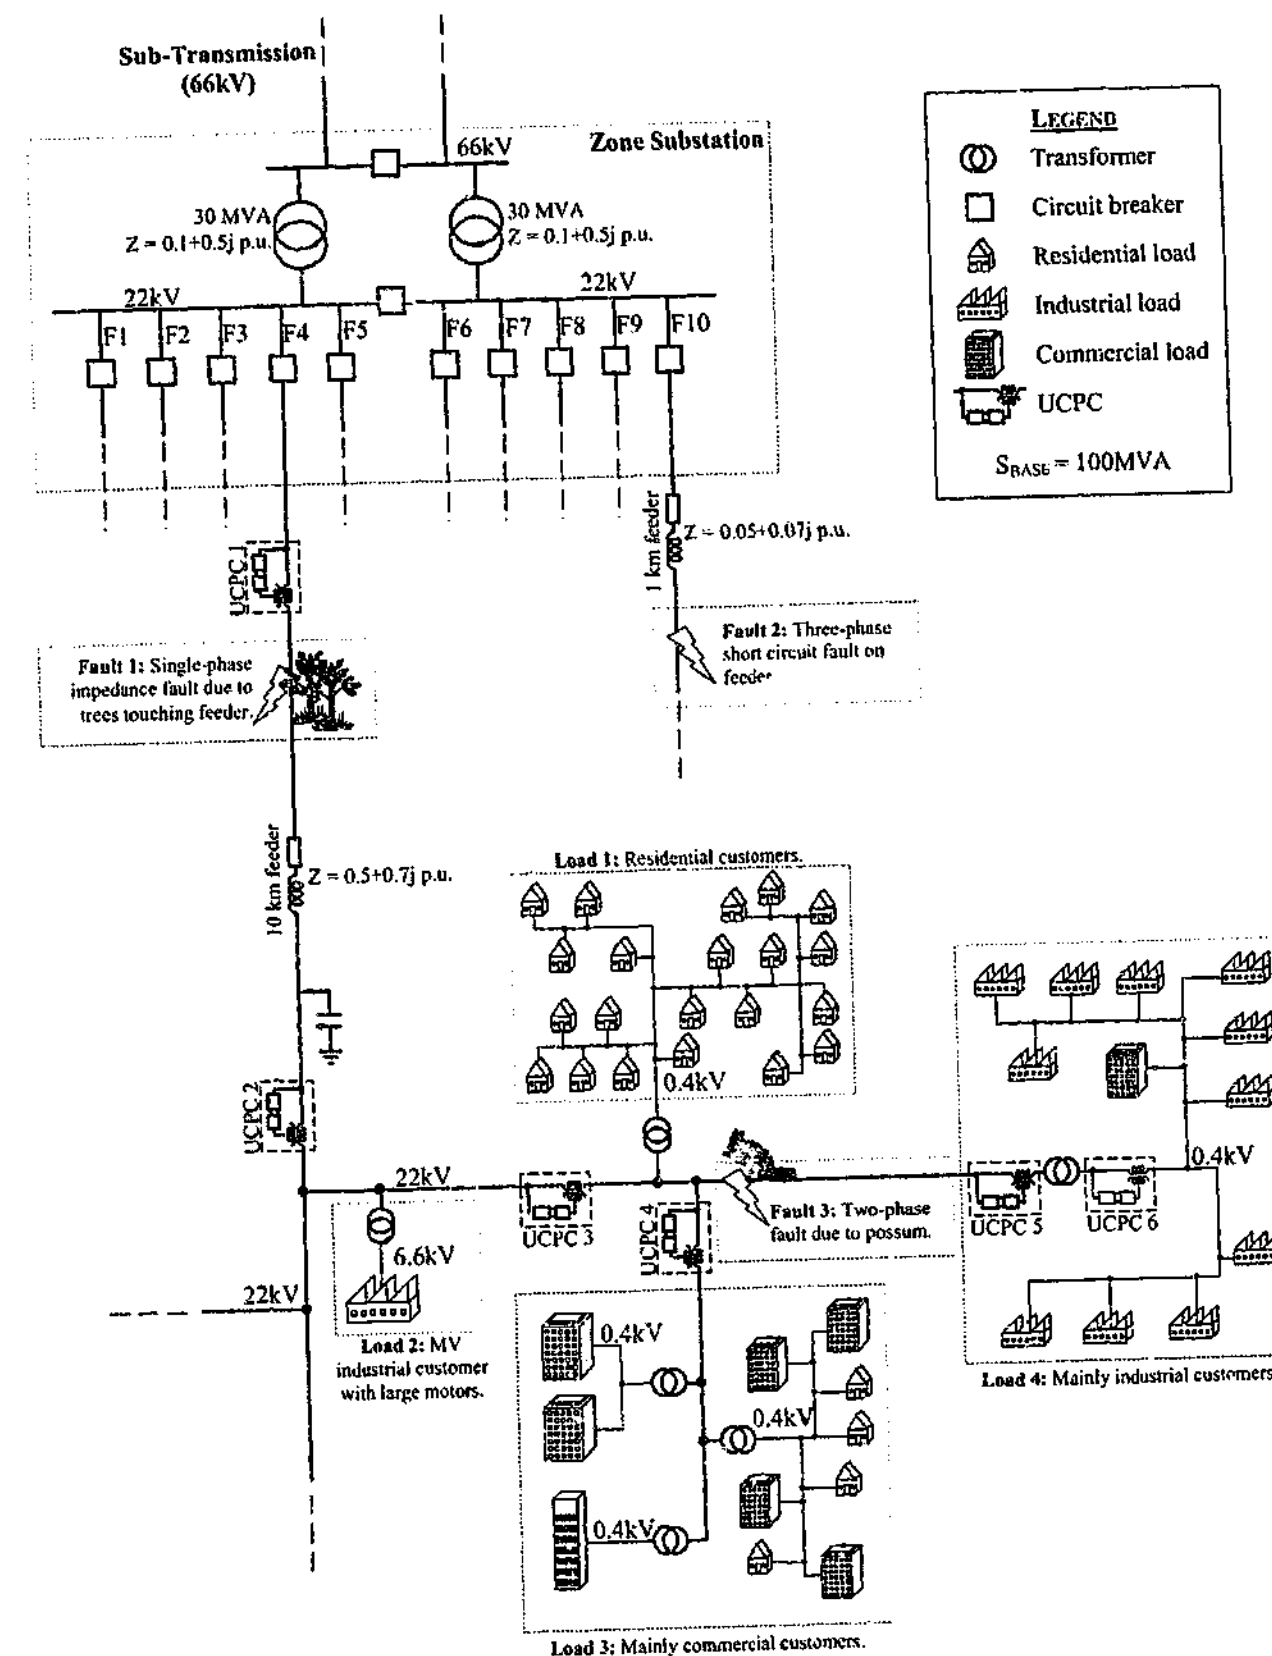 Sub-Transmission
(66kV)
Zone Substation
66kV
30 MVA
Z = 0.1+0.5j p.u.
30 MVA
Z = 0.1+0.5j p.u.
22kV
22kV
F1
F2
F3
F4
F5
F6
F7
F8
F9
F10
LEGEND
Transformer
Circuit breaker
Residential load
Industrial load
Commercial load
UCPC
SBASE = 100MVA
UCPC 1
1 km feeder
Z = 0.05+0.07j p.u.
Fault 1: Single-phase
impedance fault due to
trees touching feeder.
Fault 2: Three-phase
short circuit fault on
feeder
10 km feeder
Z = 0.5+0.7j p.u.
Load 1: Residential customers.
0.4kV
UCPC 2
22kV
UCPC 3
UCPC 4
Fault 3: Two-phase
fault due to possum.
UCPC 5
UCPC 6
0.4kV
6.6kV
22kV
Load 2: MV
industrial customer
with large motors.
0.4kV
0.4kV
0.4kV
Load 4: Mainly industrial customers
Load 3: Mainly commercial customers.